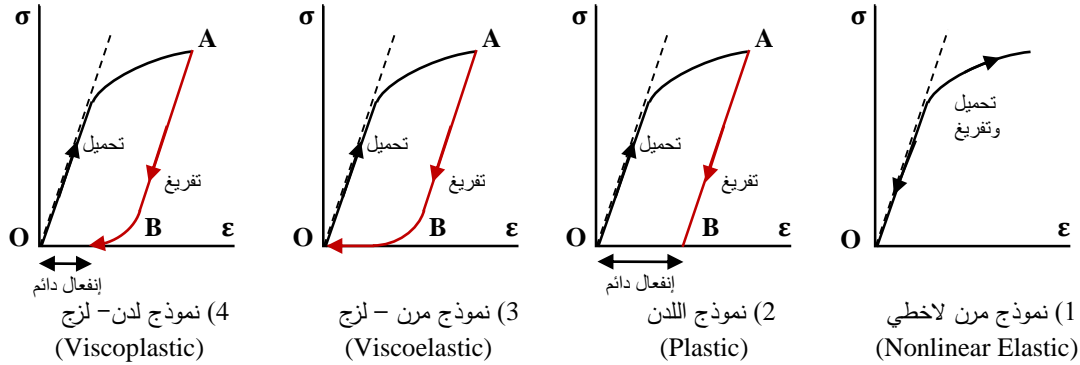 σ
تحميل
وتفريغ
O
ε
1) نموذج مرن لاخطي
(Nonlinear Elastic)
σ
A
تحميل
تفريغ
O
B
ε
إنفعال دائم
2) نموذج اللدن
(Plastic)
σ
A
تحميل
تفريغ
O
B
ε
3) نموذج مرن – لزج
(Viscoelastic)
σ
A
تحميل
تفريغ
O
B
ε
إنفعال دائم
4) نموذج لدن– لزج
(Viscoplastic)